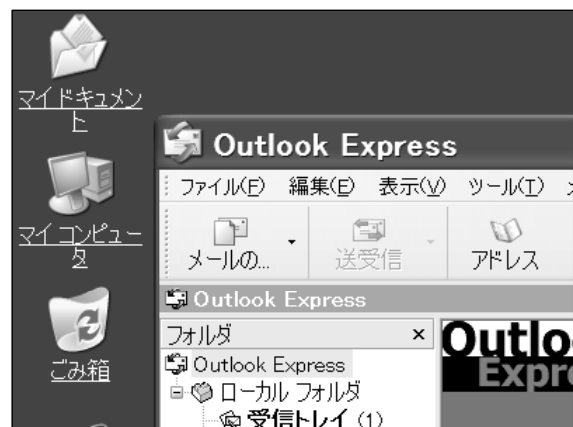 マイ ドキュメン
ト
マイ コンピュー
タ
ごみ箱
Outlook Express
ファイル(F) 編集(E) 表示(V) ツール(T)
メールの... 送受信 アドレス
Outlook Express
フォルダ ×
Outlook Express
ローカル フォルダ
受信トレイ (1)
Outlo
Expre